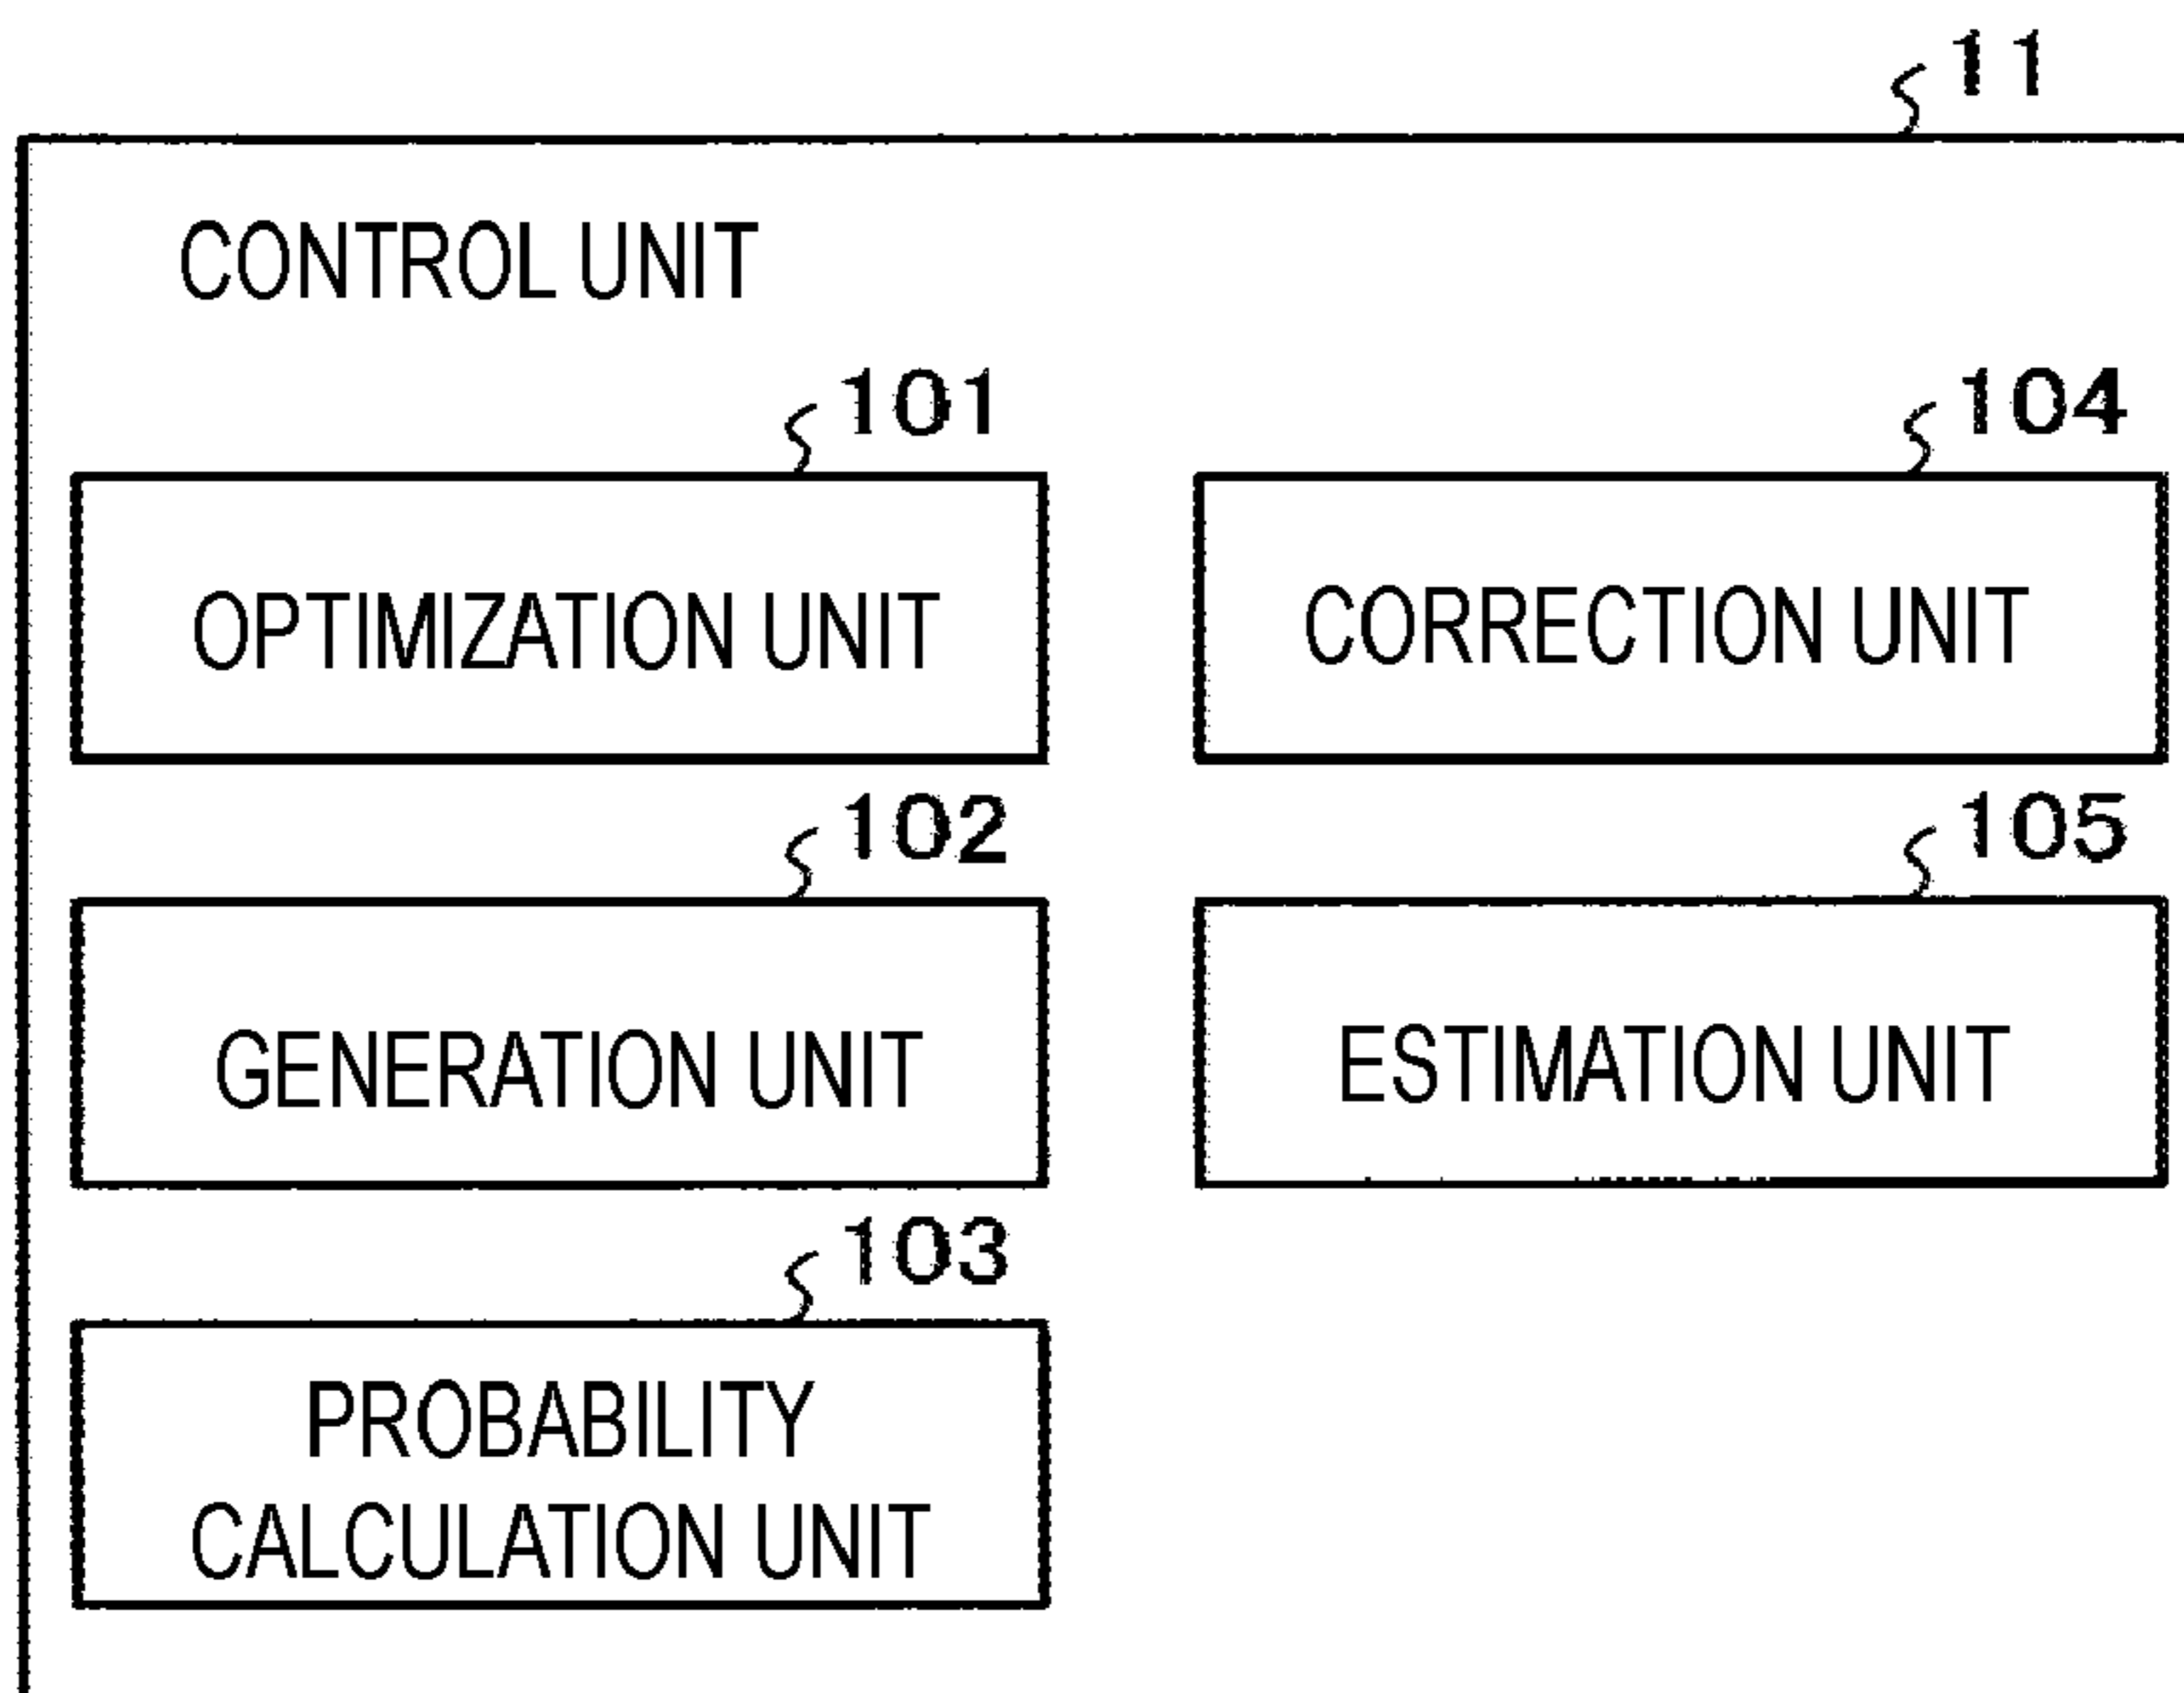 11
CONTROL UNIT
101
OPTIMIZATION UNIT
104
CORRECTION UNIT
102
GENERATION UNIT
105
ESTIMATION UNIT
103
PROBABILITY
CALCULATION UNIT